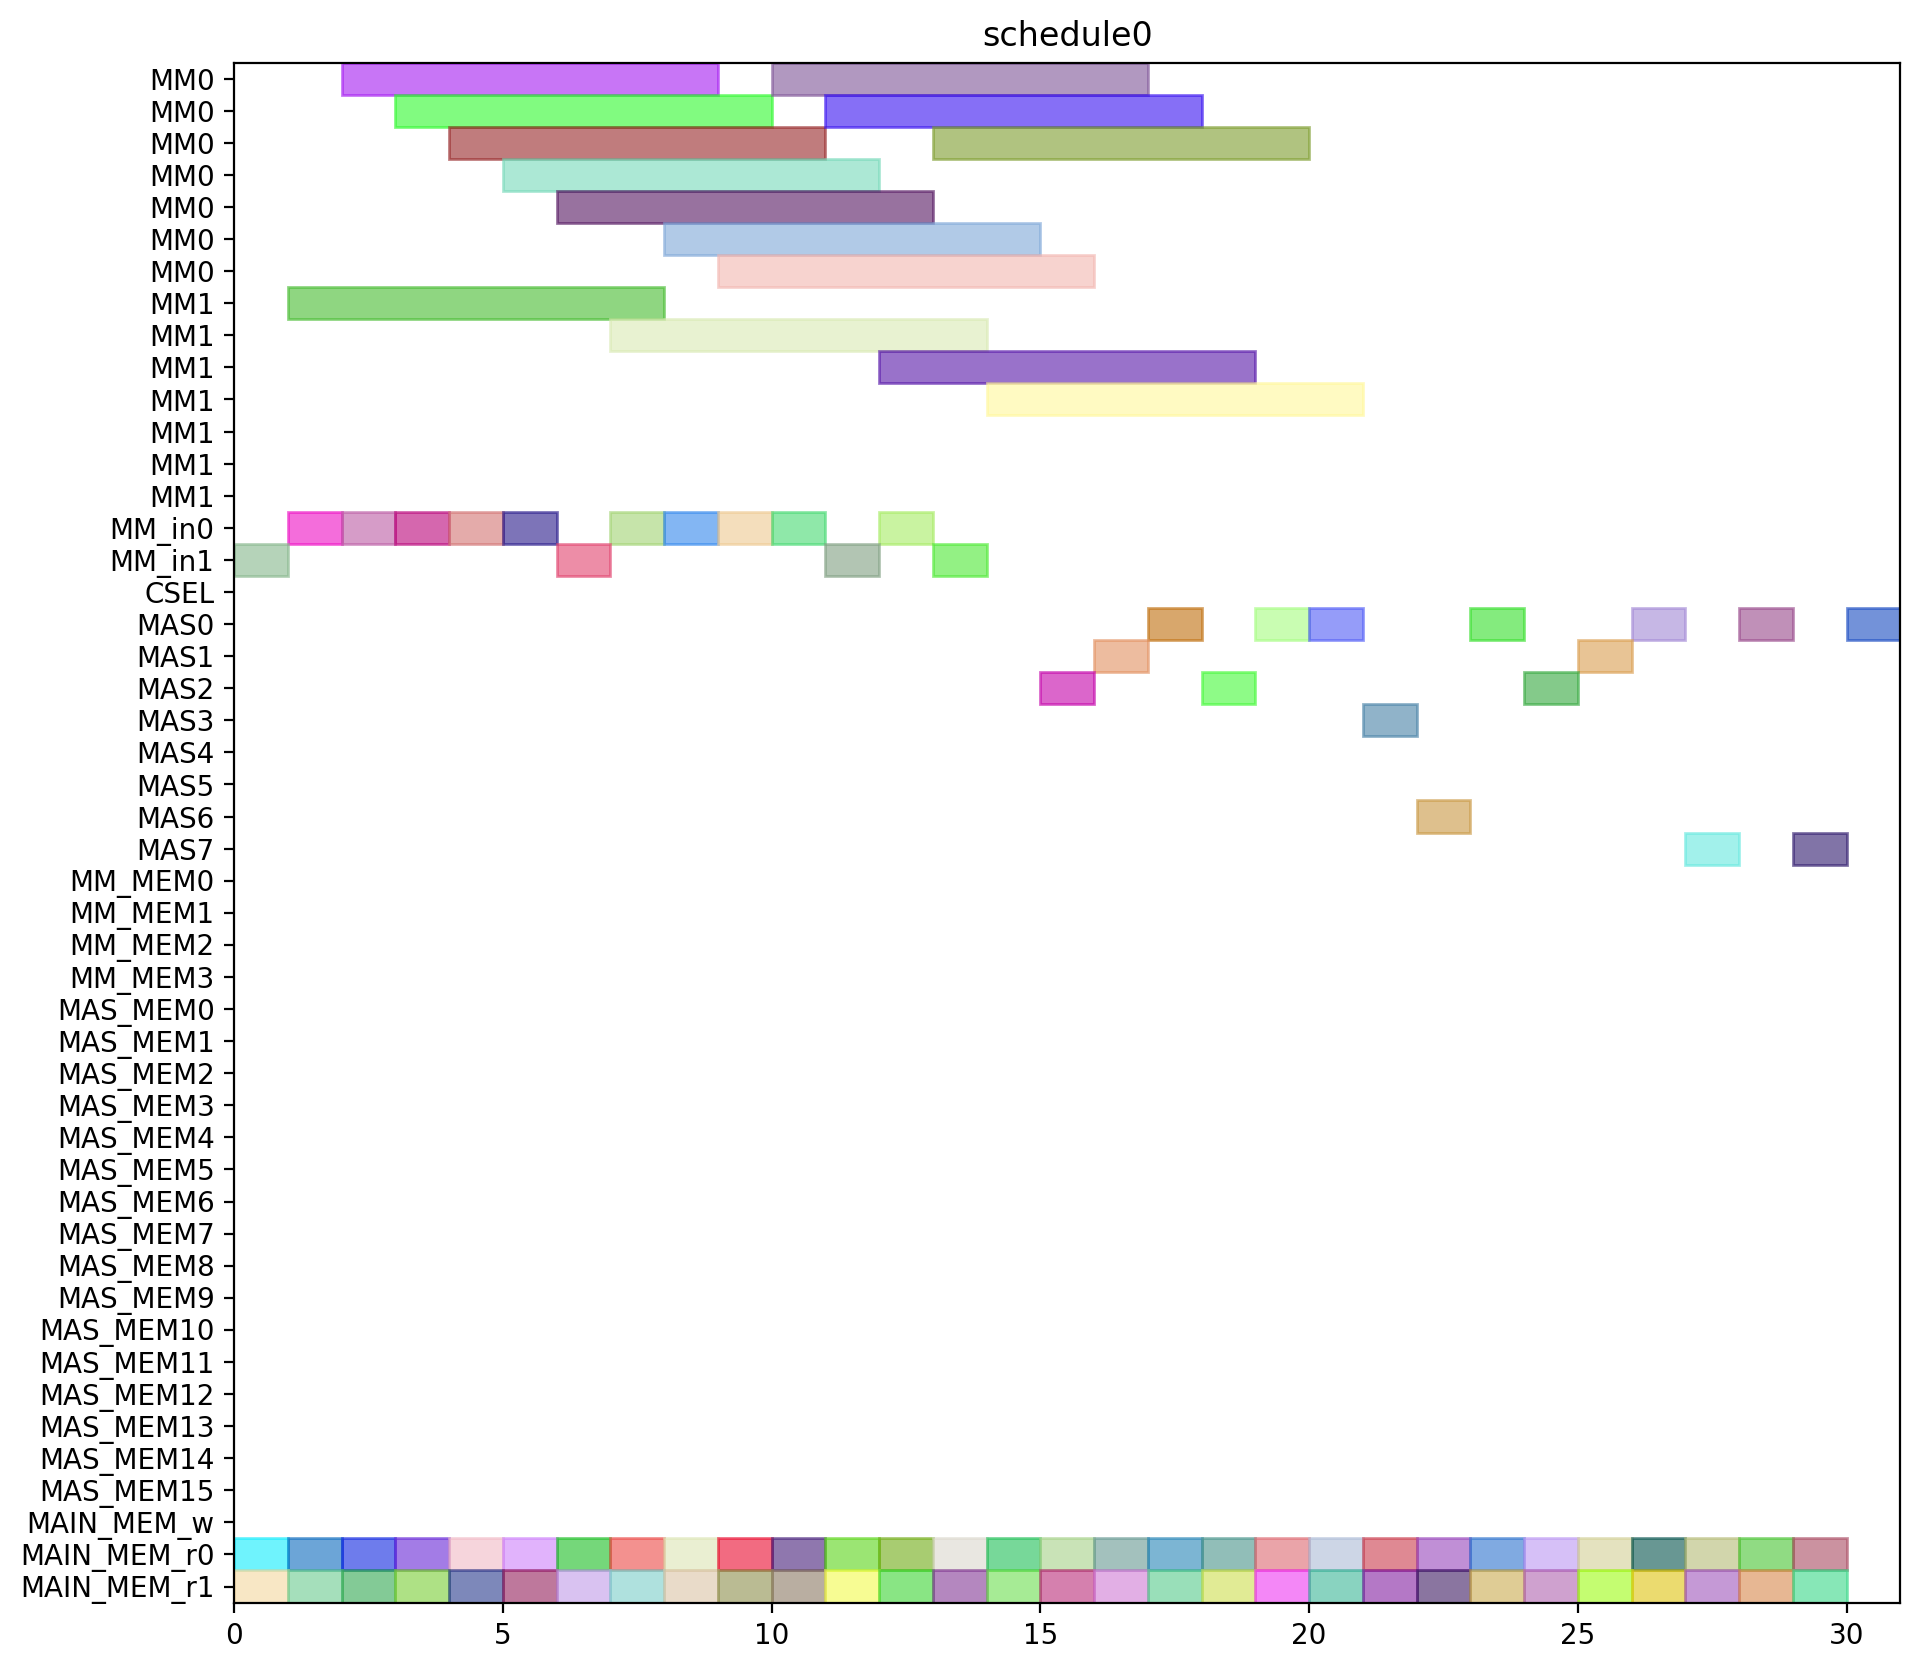 schedule0
MM0
MM0
MM0
MM0
MM0
MM0
MM0
MM1
MM1
MM1
MM1
MM1
MM1
MM1
MM_in0
MM_in1
CSEL
MAS0
MAS1
MAS2
MAS3
MAS4
MAS5
MAS6
MAS7
MM_MEM0
MM_MEM1
MM_MEM2
MM_MEM3
MAS_MEM0
MAS_MEM1
MAS_MEM2
MAS_MEM3
MAS_MEM4
MAS_MEM5
MAS_MEM6
MAS_MEM7
MAS_MEM8
MAS_MEM9
MAS_MEM10
MAS_MEM11
MAS_MEM12
MAS_MEM13
MAS_MEM14
MAS_MEM15
MAIN_MEM_w
MAIN_MEM_r0
MAIN_MEM_r1
0 5 10 15 20 25 30